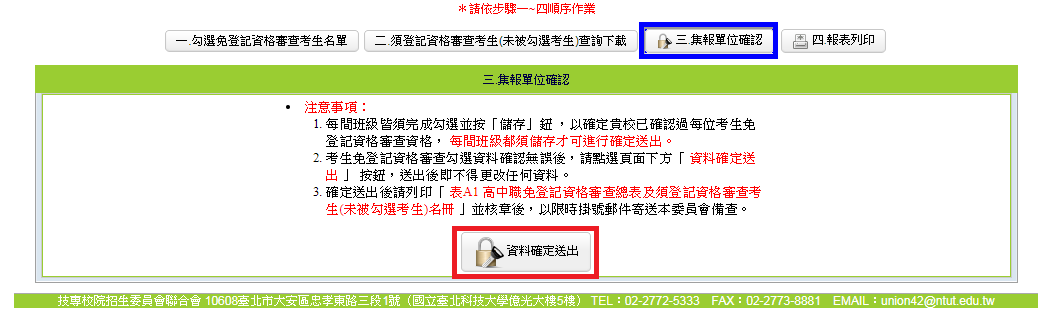 ＊請依步驟一~四順序作業
一.勾選免登記資格審查考生名單
二.須登記資格審查考生(未被勾選考生)查詢下載
三.集報單位確認
四.報表列印
三.集報單位確認
• 注意事項：
1. 每間班級皆須完成勾選並按「儲存」鈕，以確定貴校已確認過每位考生免
登記資格審查資格， 每間班級都須儲存才可進行確定送出。
2. 考生免登記資格審查勾選資料確認無誤後，請點選頁面下方「 資料確定送
出 」 按鈕，送出後即不得更改任何資料。
3. 確定送出後請列印「 表A1 高中職免登記資格審查總表及須登記資格審查考
生(未被勾選考生)名冊 」並核章後，以限時掛號郵件寄送本委員會備查。
資料確定送出
技專校院招生委員會聯合會 10608臺北市大安區忠孝東路三段1號（國立臺北科技大學億光大樓5樓） TEL：02-2772-5333 FAX：02-2773-8881 EMAIL：union42@ntut.edu.tw